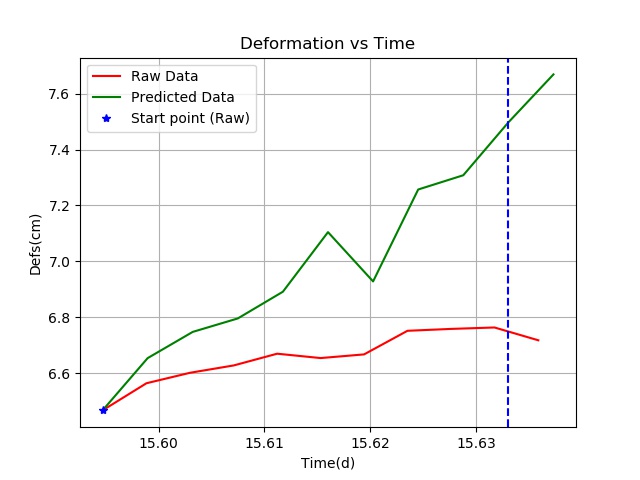 Deformation vs Time
Raw Data
Predicted Data
Start point (Raw)
7.6
7.4
7.2
7.0
6.8
6.6
Defs(cm)
15.60 15.61 15.62 15.63
Time(d)